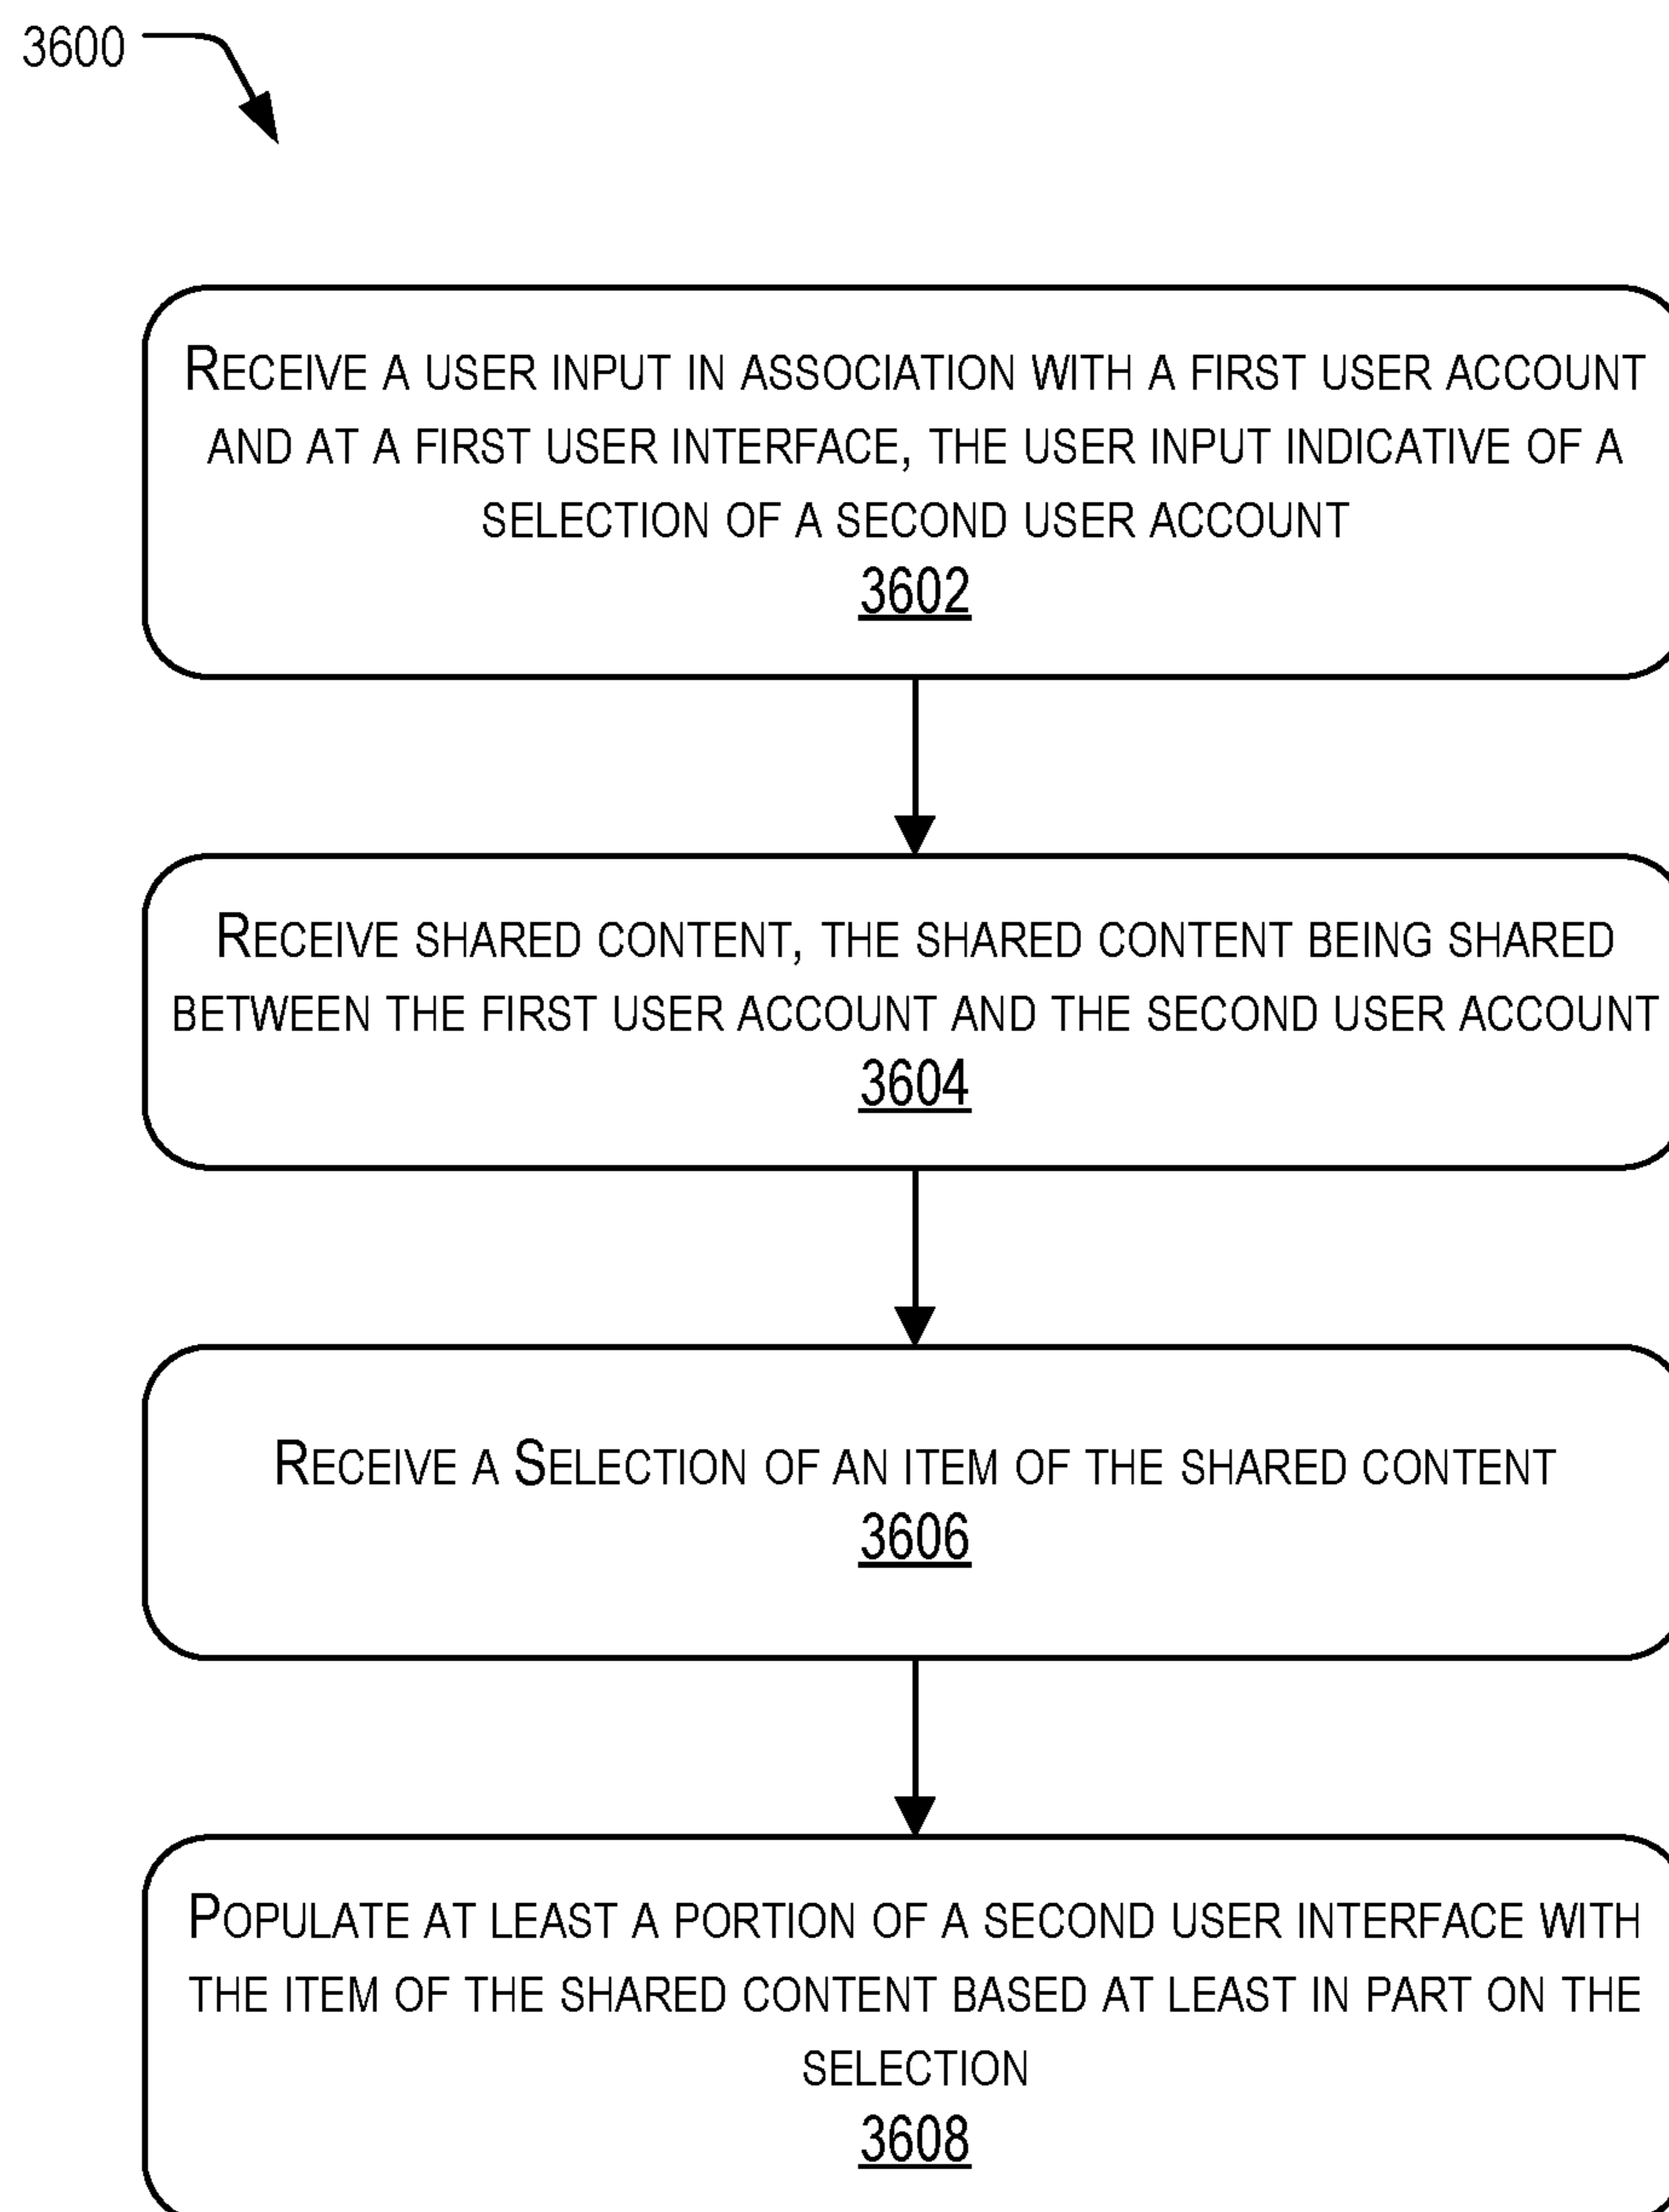 3600
Receive a user input in association with a first user account
and at a first user interface, the user input indicative of a
selection of a second user account
3602
Receive shared content, the shared content being shared
between the first user account and the second user account
3604
Receive a Selection of an item of the shared content
3606
Populate at least a portion of a second user interface with
the item of the shared content based at least in part on the
selection
3608